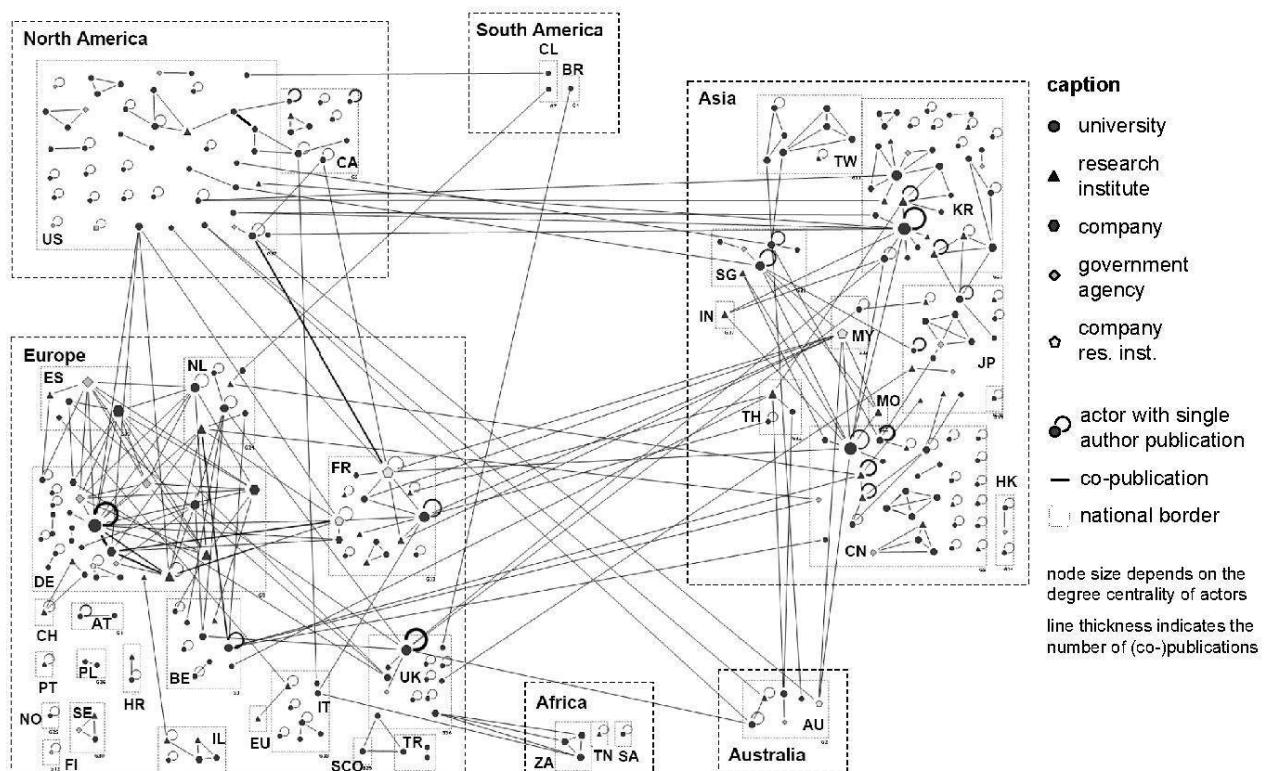 North America
US
CA
South America
CL
BR
Asia
TW
KR
SG
IN
MY
JP
TH
MO
HK
CN
Europe
ES
NL
FR
DE
CH
AT
PT
PL
HR
BE
NO
SE
FI
IL
EU
IT
UK
SCO
TR
Africa
ZA
TN
SA
AU
Australia
caption
university
research
institute
company
government
agency
company
res. inst.
actor with single
author publication
co-publication
national border
node size depends on the
degree centrality of actors
line thickness indicates the
number of (co-)publications